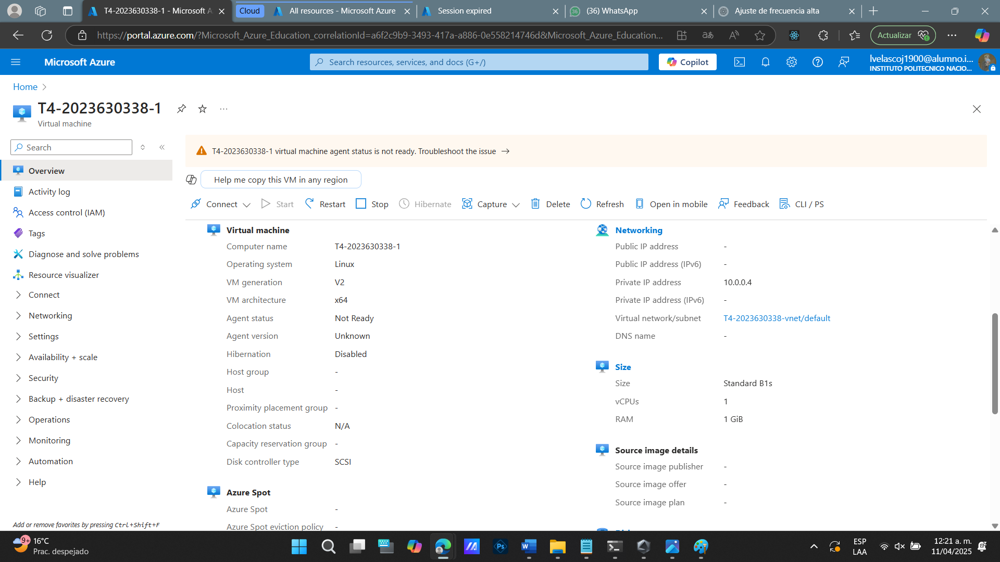 T4-2023630338-1 - Microsoft A
Cloud
All resources - Microsoft Azure
Session expired
(36) WhatsApp
Ajuste de frecuencia alta
https://portal.azure.com/?Microsoft_Azure_Education_correlationId=a6f2c9b9-3493-417a-a886-0e558214746d&Microsoft_Azure_Education...
Actualizar
Microsoft Azure
Search resources, services, and docs (G+/)
Copilot
lvelascoj1900@alumno.i...
INSTITUTO POLITECNICO NACIO...
Home
T4-2023630338-1
Virtual machine
Search
T4-2023630338-1 virtual machine agent status is not ready. Troubleshoot the issue
Help me copy this VM in any region
Connect
Start
Restart
Stop
Hibernate
Capture
Delete
Refresh
Open in mobile
Feedback
CLI / PS
Overview
Activity log
Access control (IAM)
Tags
Diagnose and solve problems
Resource visualizer
Connect
Networking
Settings
Availability + scale
Security
Backup + disaster recovery
Operations
Monitoring
Automation
Help
Add or remove favorites by pressing Ctrl+Shift+F
Virtual machine
Computer name T4-2023630338-1
Operating system Linux
VM generation V2
VM architecture x64
Agent status Not Ready
Agent version Unknown
Hibernation Disabled
Host group -
Host -
Proximity placement group -
Colocation status N/A
Capacity reservation group -
Disk controller type SCSI
Azure Spot
Azure Spot -
Azure Spot eviction policy -
Networking
Public IP address -
Public IP address (IPv6) -
Private IP address 10.0.0.4
Private IP address (IPv6) -
Virtual network/subnet T4-2023630338-vnet/default
DNS name -
Size
Size Standard B1s
vCPUs 1
RAM 1 GiB
Source image details
Source image publisher -
Source image offer -
Source image plan -
9+
16°C
Prac. despejado
ESP
LAA
12:21 a. m.
11/04/2025